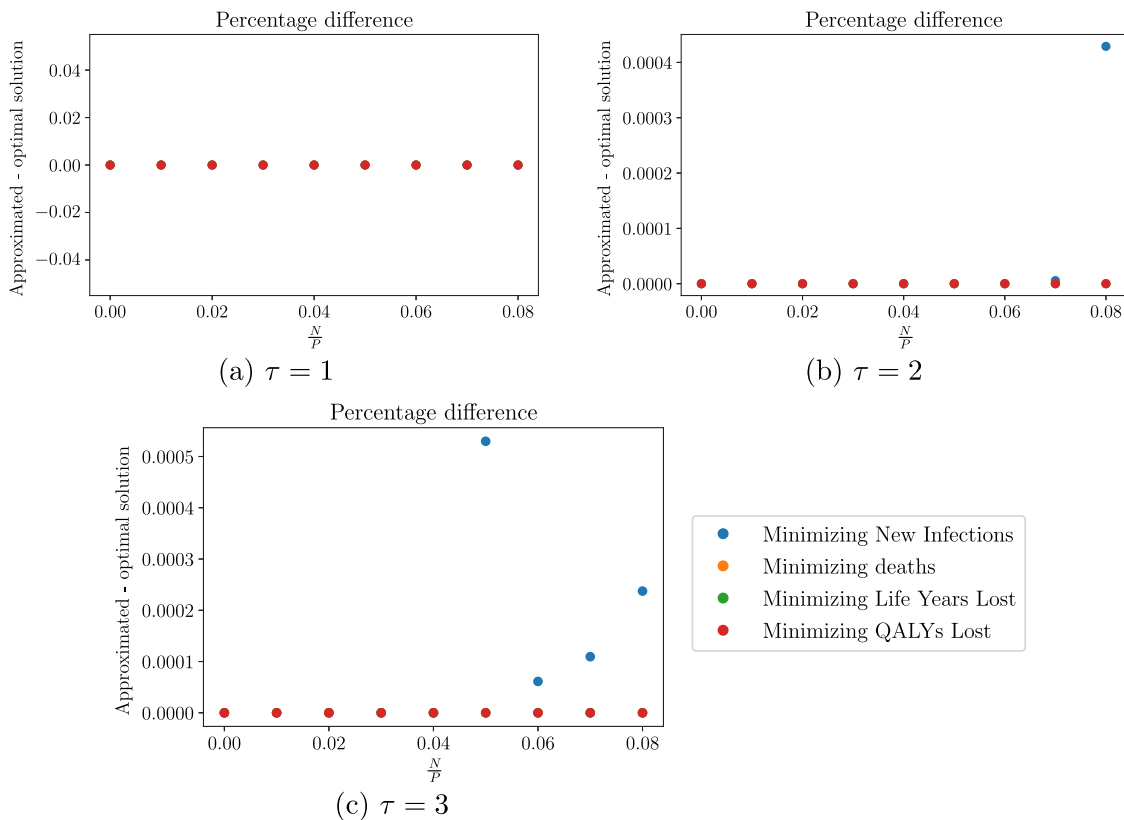 Percentage difference
Approximated - optimal solution
0.04
0.02
0.00
−0.02
−0.04
0.00 0.02 0.04 0.06 0.08
N
P
(a) τ = 1
Percentage difference
Approximated - optimal solution
0.0004
0.0003
0.0002
0.0001
0.0000
0.00 0.02 0.04 0.06 0.08
N
P
(b) τ = 2
Percentage difference
Approximated - optimal solution
0.0005
0.0004
0.0003
0.0002
0.0001
0.0000
0.00 0.02 0.04 0.06 0.08
N
P
(c) τ = 3
Minimizing New Infections
Minimizing deaths
Minimizing Life Years Lost
Minimizing QALYs Lost